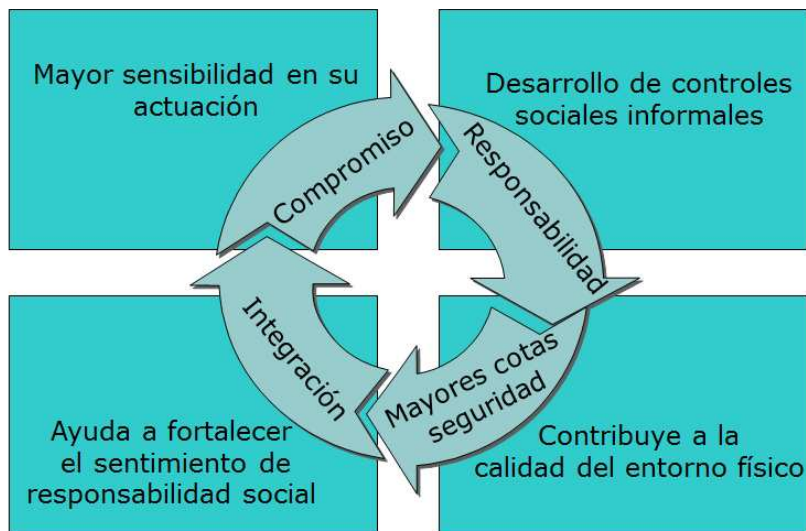 Mayor sensibilidad en su
actuación
Desarrollo de controles
sociales informales
Compromiso
Responsabilidad
Integración
Mayores cotas
seguridad
Ayuda a fortalecer
el sentimiento de
responsabilidad social
Contribuye a la
calidad del entorno físico